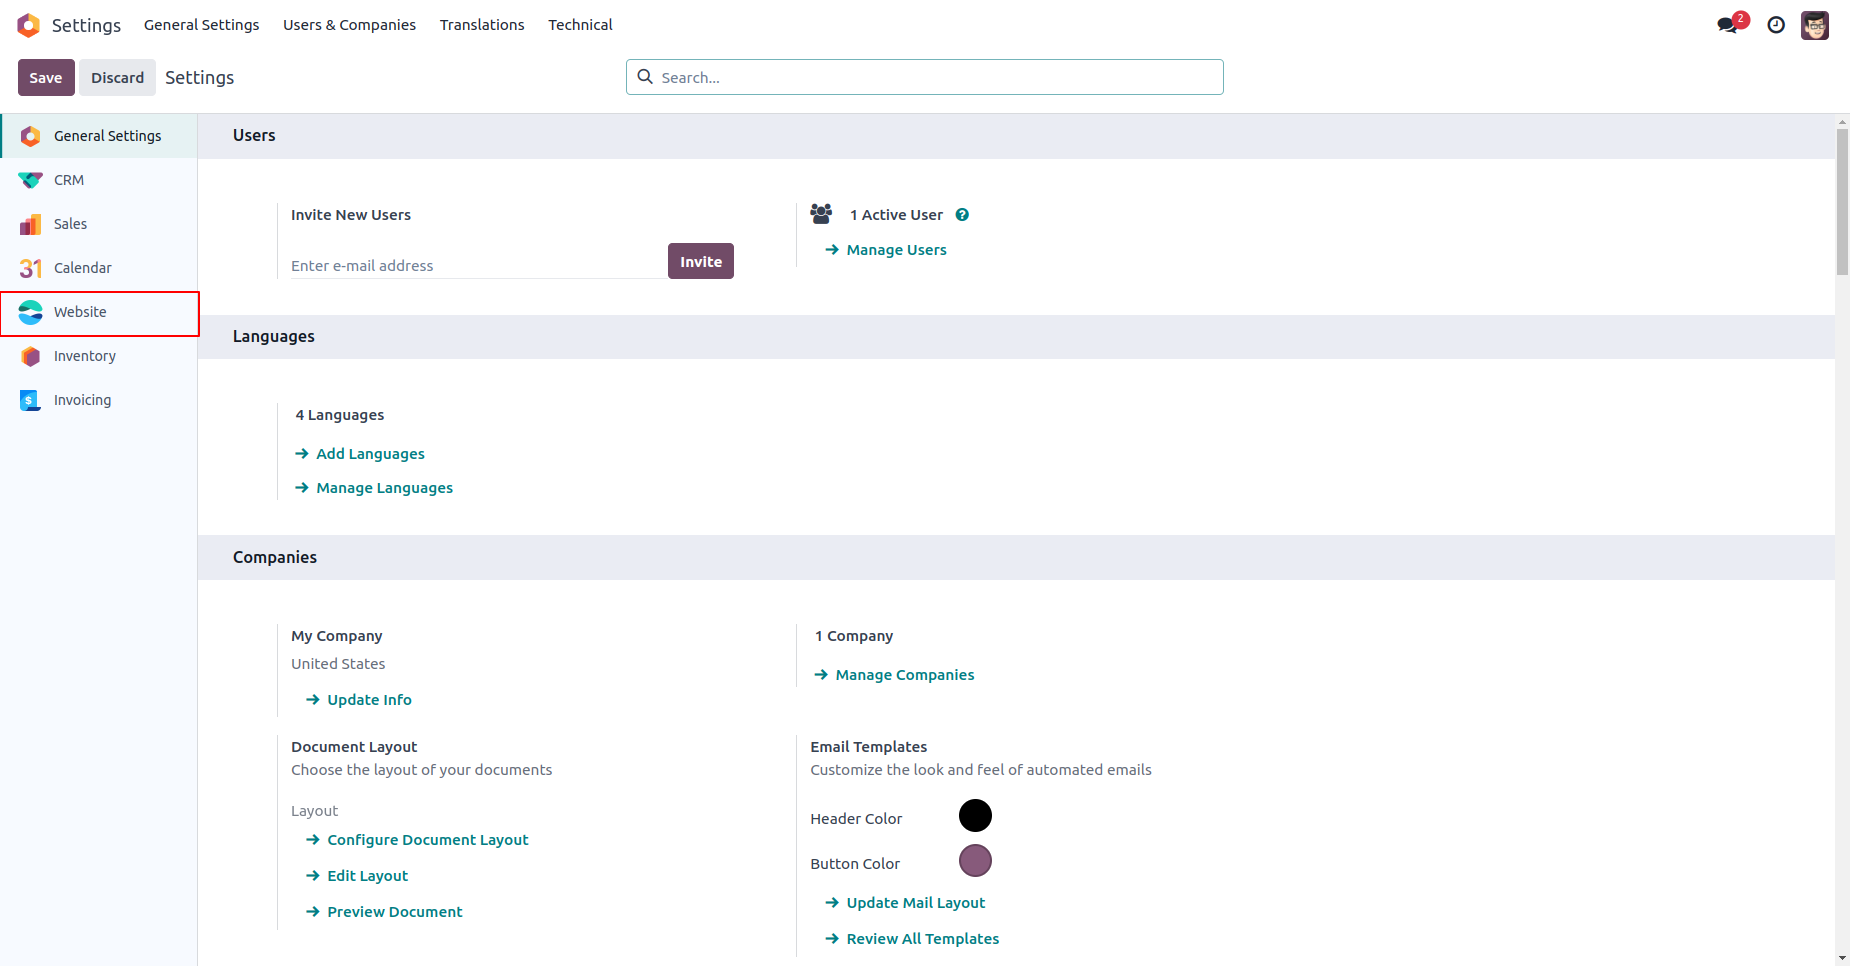 Settings General Settings Users & Companies Translations Technical 2
Save Discard Settings Search...
General Settings
CRM
Sales
31 Calendar
Website
Inventory
$ Invoicing
Users
Invite New Users
Enter e-mail address Invite
1 Active User ?
Manage Users
Languages
4 Languages
Add Languages
Manage Languages
Companies
My Company
United States
Update Info
1 Company
Manage Companies
Document Layout
Choose the layout of your documents
Layout
Configure Document Layout
Edit Layout
Preview Document
Email Templates
Customize the look and feel of automated emails
Header Color
Button Color
Update Mail Layout
Review All Templates